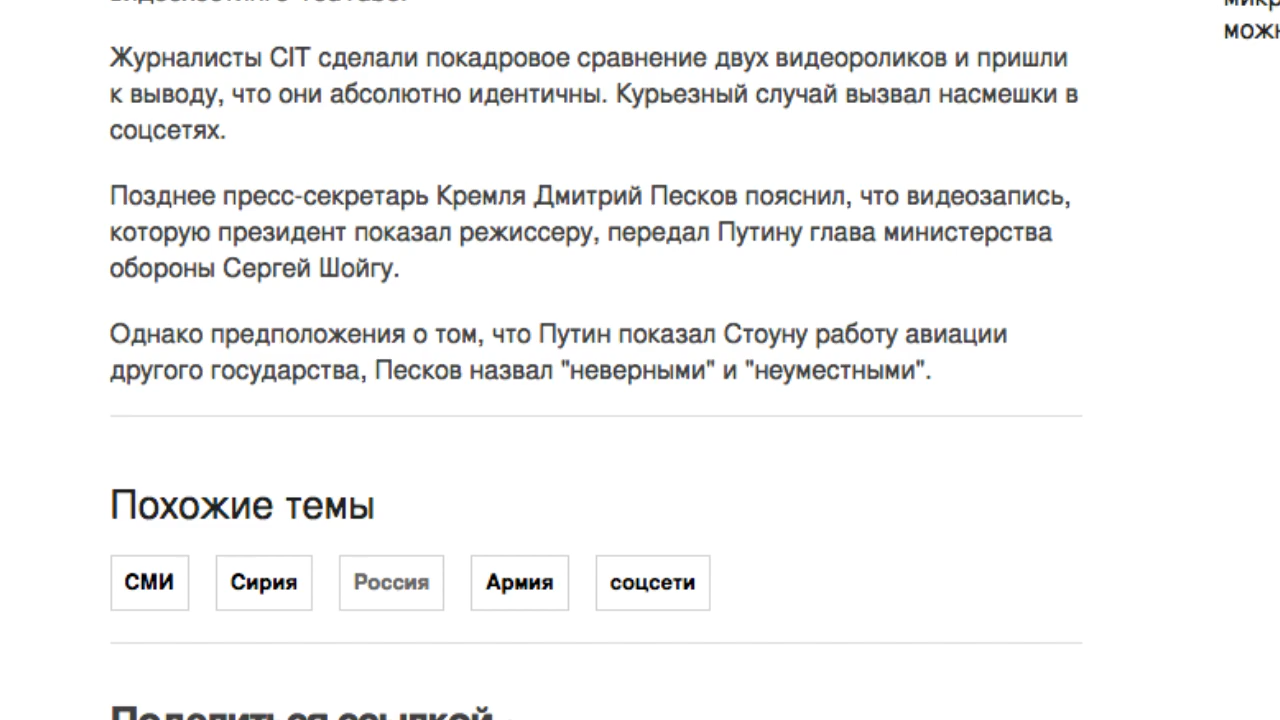 Журналисты CIT сделали покадровое сравнение двух видеороликов и пришли
к выводу, что они абсолютно идентичны. Курьезный случай вызвал насмешки в
соцсетях.
Позднее пресс-секретарь Кремля Дмитрий Песков пояснил, что видеозапись,
которую президент показал режиссеру, передал Путину глава министерства
обороны Сергей Шойгу.
Однако предположения о том, что Путин показал Стоуну работу авиации
другого государства, Песков назвал "неверными" и "неуместными".
Похожие темы
СМИ
Сирия
Россия
Армия
соцсети
Поделиться ссылкой